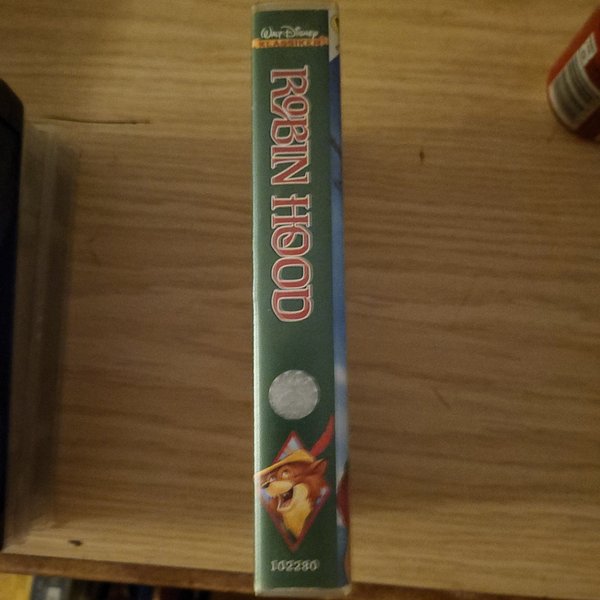 Walt Disney
KLASSIKER
ROBIN HOOD
102280